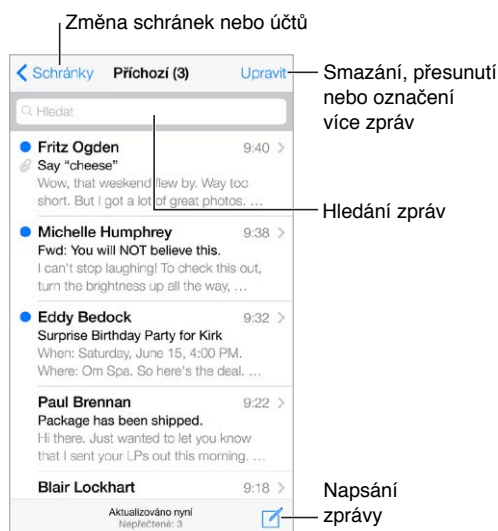 Změna schránek nebo účtů
Schránky Příchozí (3) Upravit
Smazání, přesunutí
nebo označení
více zpráv
Hledat
Hledání zpráv
Fritz Ogden 9:40
Say "cheese"
Wow, that weekend flew by. Way too
short. But I got a lot of great photos. …
Michelle Humphrey 9:38
Fwd: You will NOT believe this.
I can't stop laughing! To check this out,
turn the brightness up all the way, …
Eddy Bedock 9:32
Surprise Birthday Party for Kirk
When: Saturday, June 15, 4:00 PM.
Where: Om Spa. So here's the deal. …
Paul Brennan 9:22
Package has been shipped.
Hi there. Just wanted to let you know
that I sent your LPs out this morning. …
Blair Lockhart 9:18
Aktualizováno nyní
Nepřečtené: 3
Napsání
zprávy